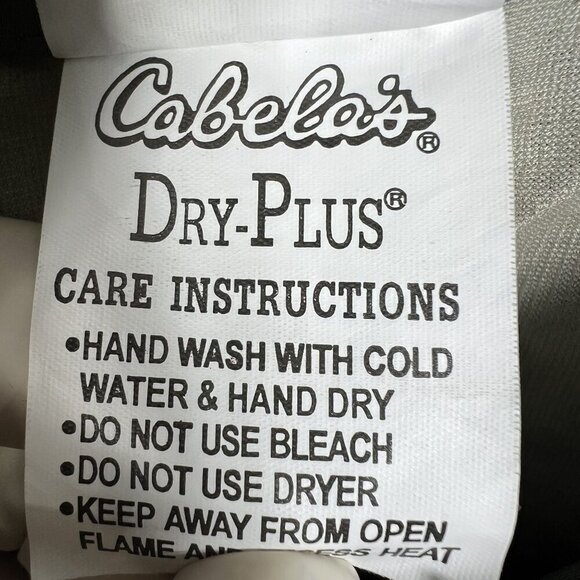 Cabela's®
DRY-PLUS®
CARE INSTRUCTIONS
•HAND WASH WITH COLD
WATER & HAND DRY
•DO NOT USE BLEACH
•DO NOT USE DRYER
•KEEP AWAY FROM OPEN
FLAME HEAT